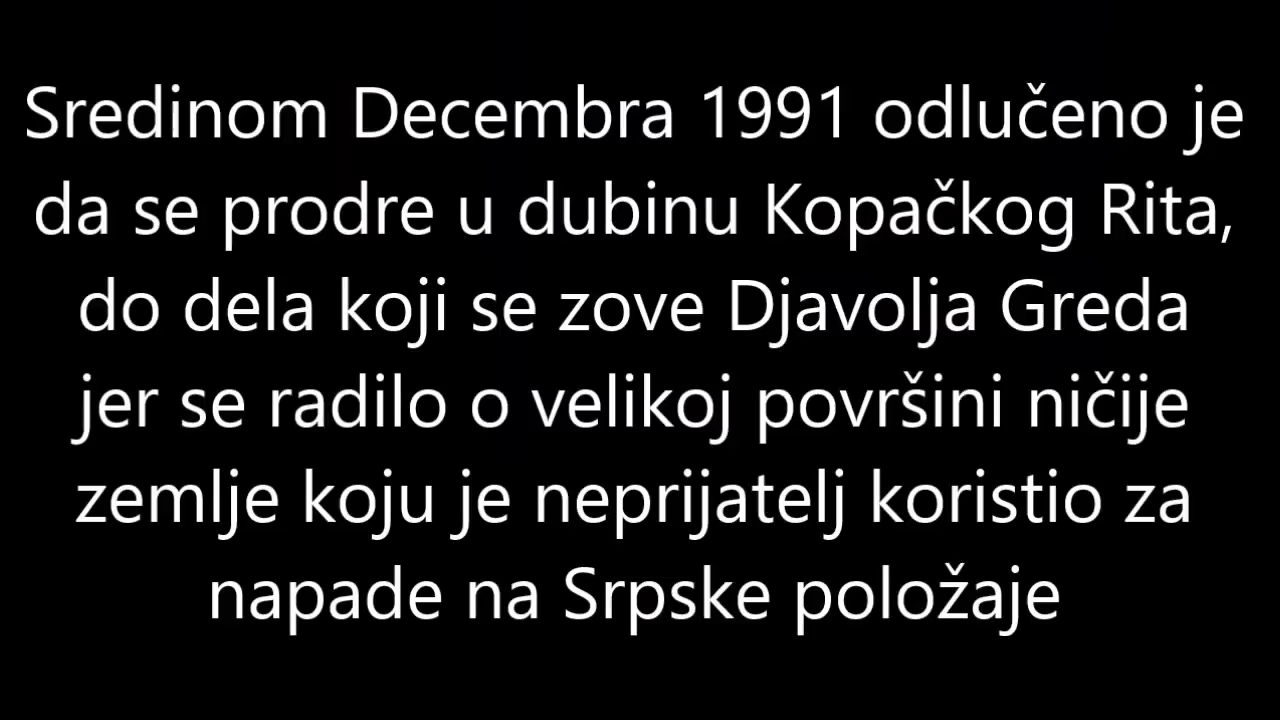 Sredinom Decembra 1991 odlučeno je
da se prodre u dubinu Kopačkog Rita,
do dela koji se zove Djavolja Greda
jer se radilo o velikoj površini ničije
zemlje koju je neprijatelj koristio za
napade na Srpske položaje